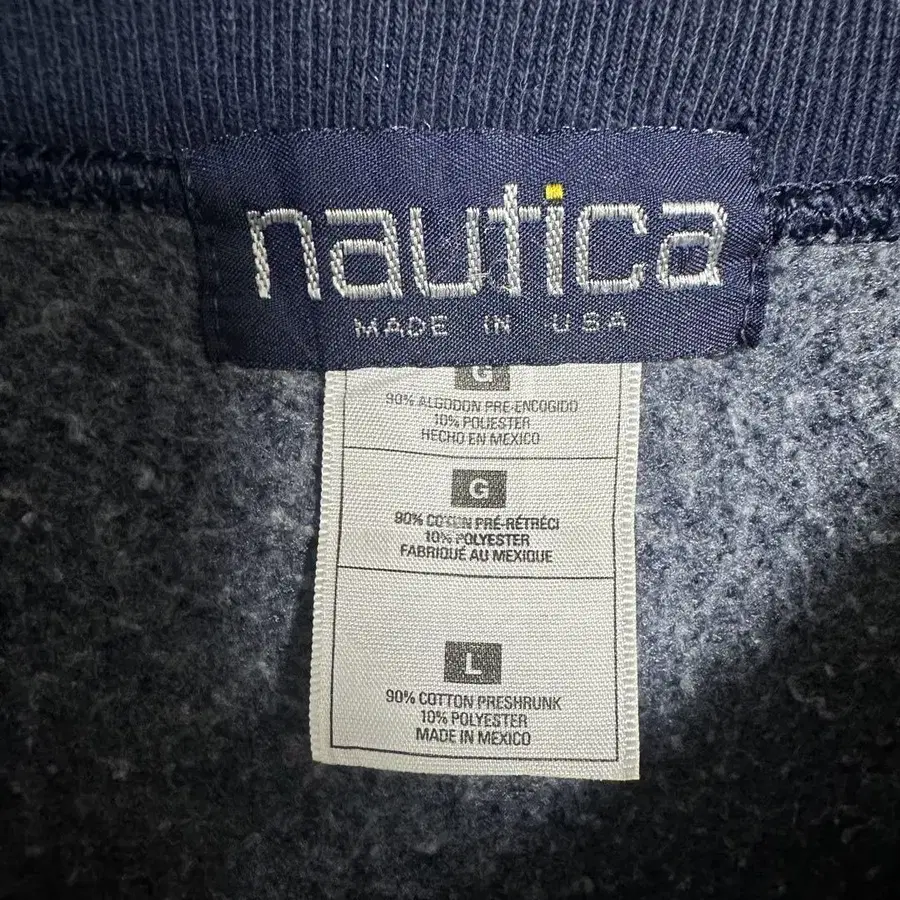 nautica
MADE IN USA
G
90% ALGODON PRE-ENCOGIDO
10% POLIESTER
HECHO EN MEXICO
G
90% COTON PRÉ-RÉTRÉCI
10% POLYESTER
FABRIQUÉ AU MEXIQUE
L
90% COTTON PRESHRUNK
10% POLYESTER
MADE IN MEXICO